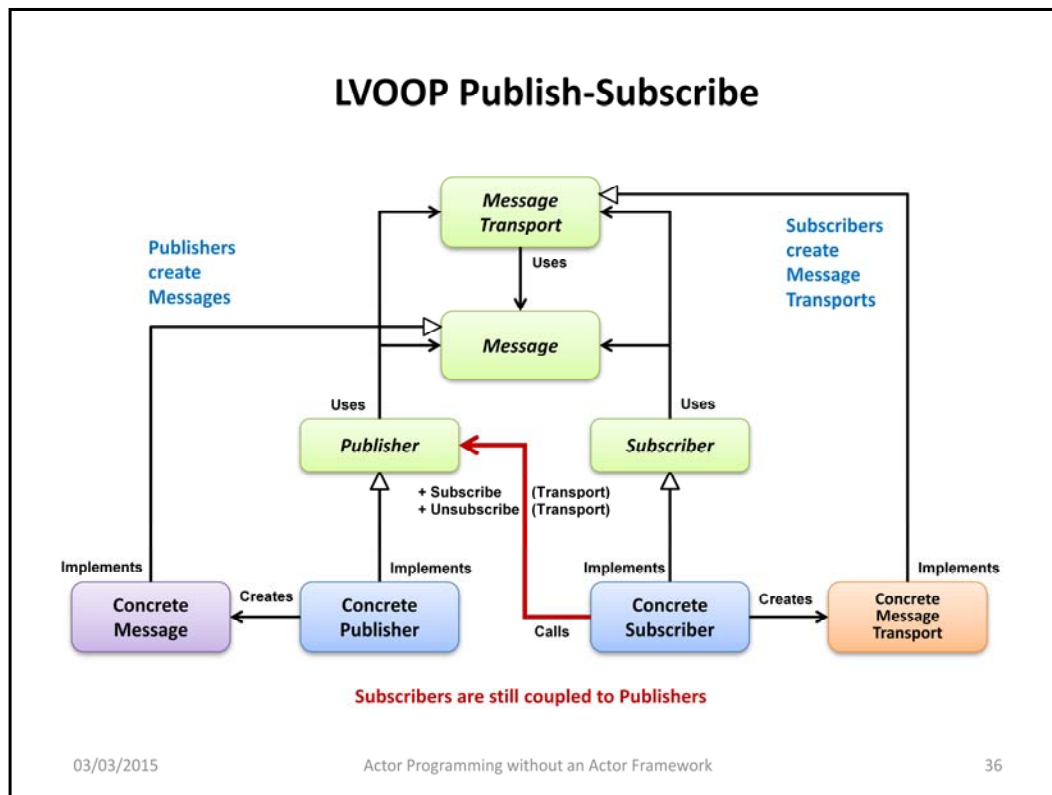 LVOOP Publish-Subscribe
Message
Transport
Publishers
create
Messages
Subscribers
create
Message
Transports
Uses
Message
Uses
Uses
Publisher
Subscriber
+ Subscribe (Transport)
+ Unsubscribe (Transport)
Implements
Implements
Implements
Implements
Concrete
Message
Creates
Concrete
Publisher
Calls
Concrete
Subscriber
Creates
Concrete
Message
Transport
Subscribers are still coupled to Publishers
03/03/2015
Actor Programming without an Actor Framework
36